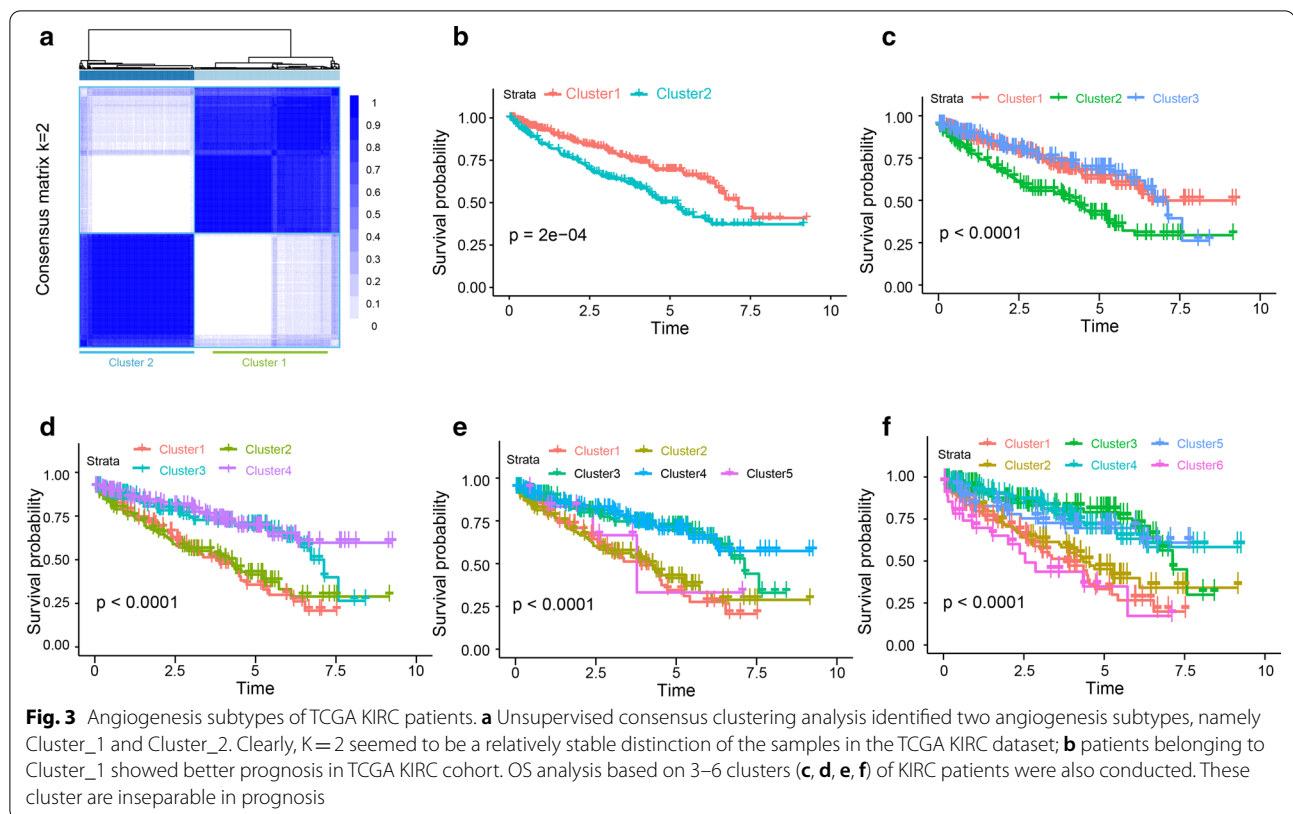 a
Consensus matrix k=2
1
0.9
0.8
0.7
0.6
0.5
0.4
0.3
0.2
0.1
0
Cluster 2 Cluster 1
b
Strata Cluster1 Cluster2
Survival probability
1.00
0.75
0.50
0.25
0.00
p = 2e−04
0 2.5 5 7.5 10
Time
c
Strata Cluster1 Cluster2 Cluster3
Survival probability
1.00
0.75
0.50
0.25
0.00
p < 0.0001
0 2.5 5 7.5 10
Time
d
Strata
Cluster1 Cluster2
Cluster3 Cluster4
Survival probability
1.00
0.75
0.50
0.25
0.00
p < 0.0001
0 2.5 5 7.5 10
Time
e
Strata
Cluster1 Cluster2
Cluster3 Cluster4 Cluster5
Survival probability
1.00
0.75
0.50
0.25
0.00
p < 0.0001
0 2.5 5 7.5 10
Time
f
Strata
Cluster1 Cluster3 Cluster5
Cluster2 Cluster4 Cluster6
Survival probability
1.00
0.75
0.50
0.25
0.00
p < 0.0001
0 2.5 5 7.5 10
Time
Fig. 3 Angiogenesis subtypes of TCGA KIRC patients. a Unsupervised consensus clustering analysis identified two angiogenesis subtypes, namely
Cluster_1 and Cluster_2. Clearly, K = 2 seemed to be a relatively stable distinction of the samples in the TCGA KIRC dataset; b patients belonging to
Cluster_1 showed better prognosis in TCGA KIRC cohort. OS analysis based on 3–6 clusters (c, d, e, f) of KIRC patients were also conducted. These
cluster are inseparable in prognosis